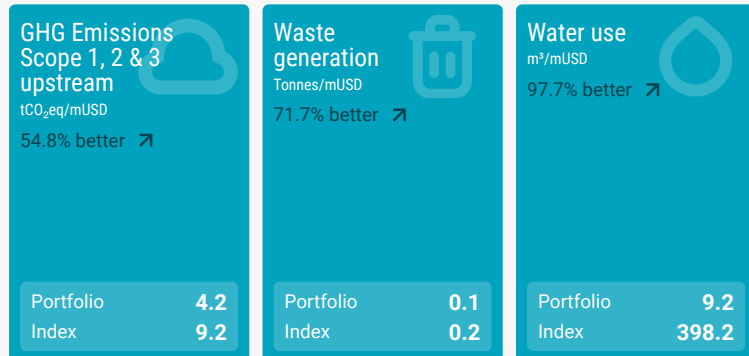 GHG Emissions
Scope 1, 2 & 3
upstream
tCO₂eq/mUSD
54.8% better
Portfolio 4.2
Index 9.2
Waste
generation
Tonnes/mUSD
71.7% better
Portfolio 0.1
Index 0.2
Water use
m³/mUSD
97.7% better
Portfolio 9.2
Index 398.2